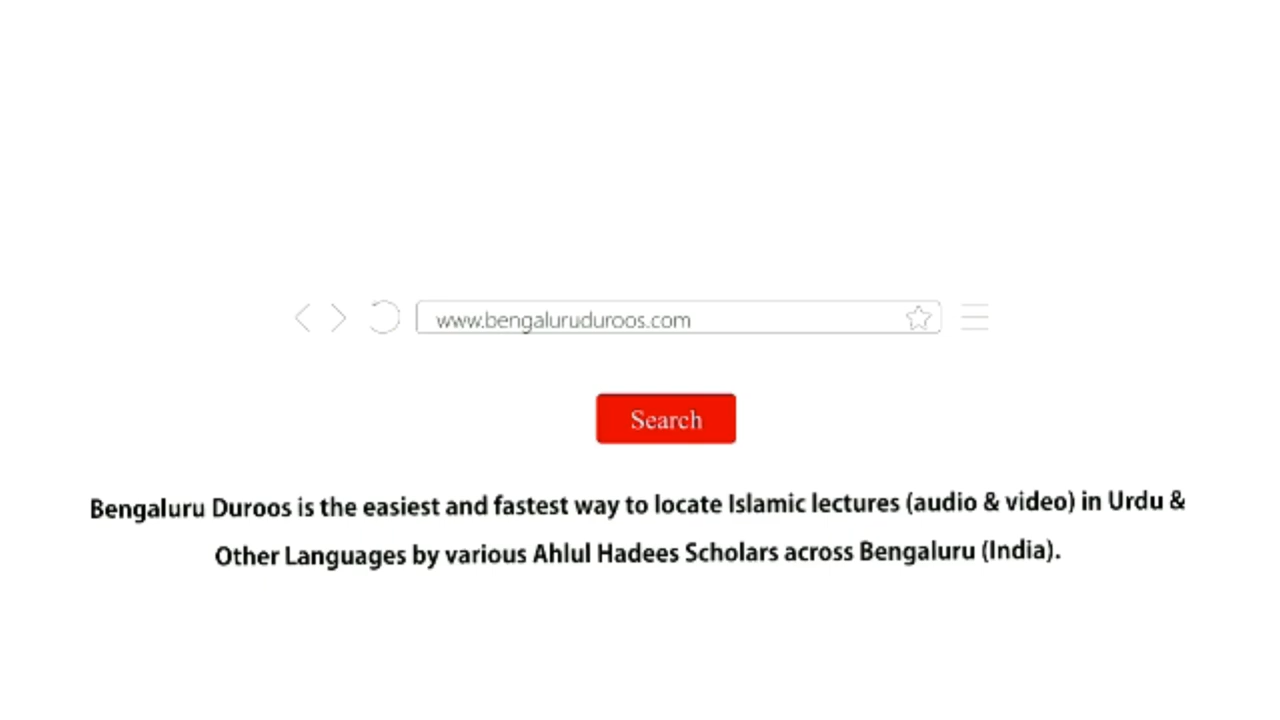 www.bengaluruduroos.com
Search
Bengaluru Duroos is the easiest and fastest way to locate Islamic lectures (audio & video) in Urdu &
Other Languages by various Ahlul Hadees Scholars across Bengaluru (India).